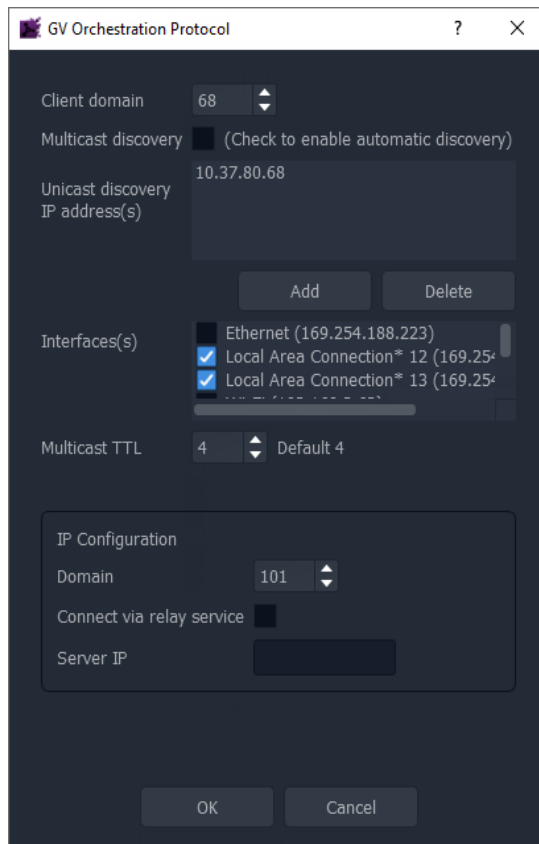 GV Orchestration Protocol
Client domain 68
Multicast discovery (Check to enable automatic discovery)
Unicast discovery
IP address(s)
10.37.80.68
Add Delete
Interfaces(s)
Ethernet (169.254.188.223)
Local Area Connection* 12 (169.254
Local Area Connection* 13 (169.254
Multicast TTL 4 Default 4
IP Configuration
Domain 101
Connect via relay service
Server IP
OK Cancel